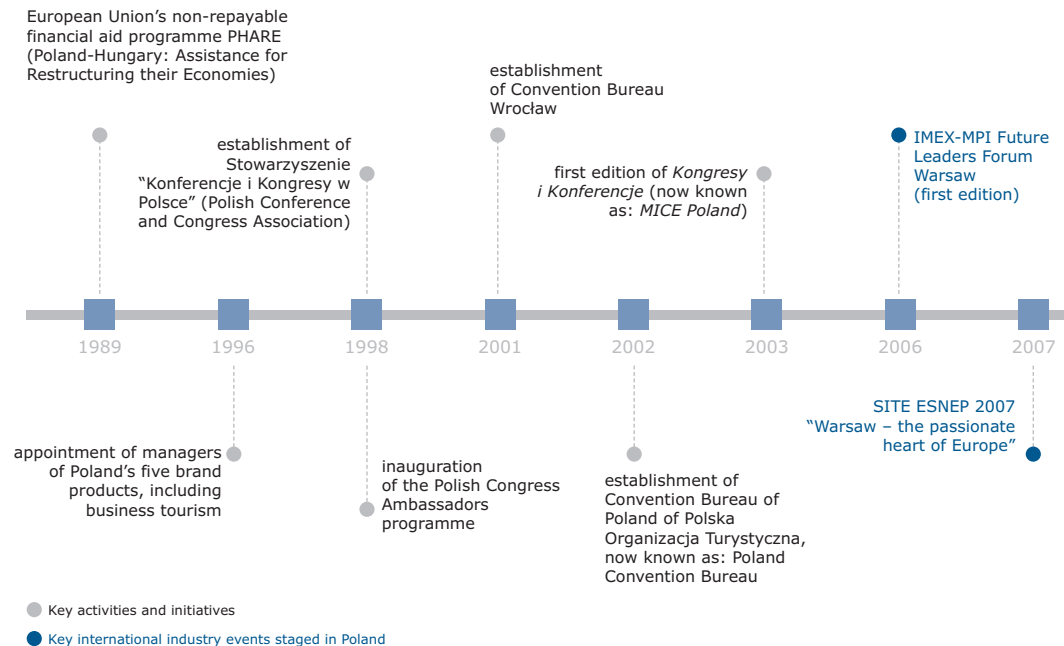 European Union’s non-repayable
financial aid programme PHARE
(Poland-Hungary: Assistance for
Restructuring their Economies)
establishment of
Stowarzyszenie
“Konferencje i Kongresy w
Polsce” (Polish Conference
and Congress Association)
establishment
of Convention Bureau
Wrocław
first edition of Kongresy
i Konferencje (now known
as: MICE Poland)
IMEX-MPI Future
Leaders Forum
Warsaw
(first edition)
1989
1996
1998
2001
2002
2003
2006
2007
appointment of managers
of Poland’s five brand
products, including
business tourism
inauguration
of the Polish Congress
Ambassadors
programme
establishment of
Convention Bureau of
Poland of Polska
Organizacja Turystyczna,
now known as: Poland
Convention Bureau
SITE ESNEP 2007
“Warsaw – the passionate
heart of Europe”
Key activities and initiatives
Key international industry events staged in Poland